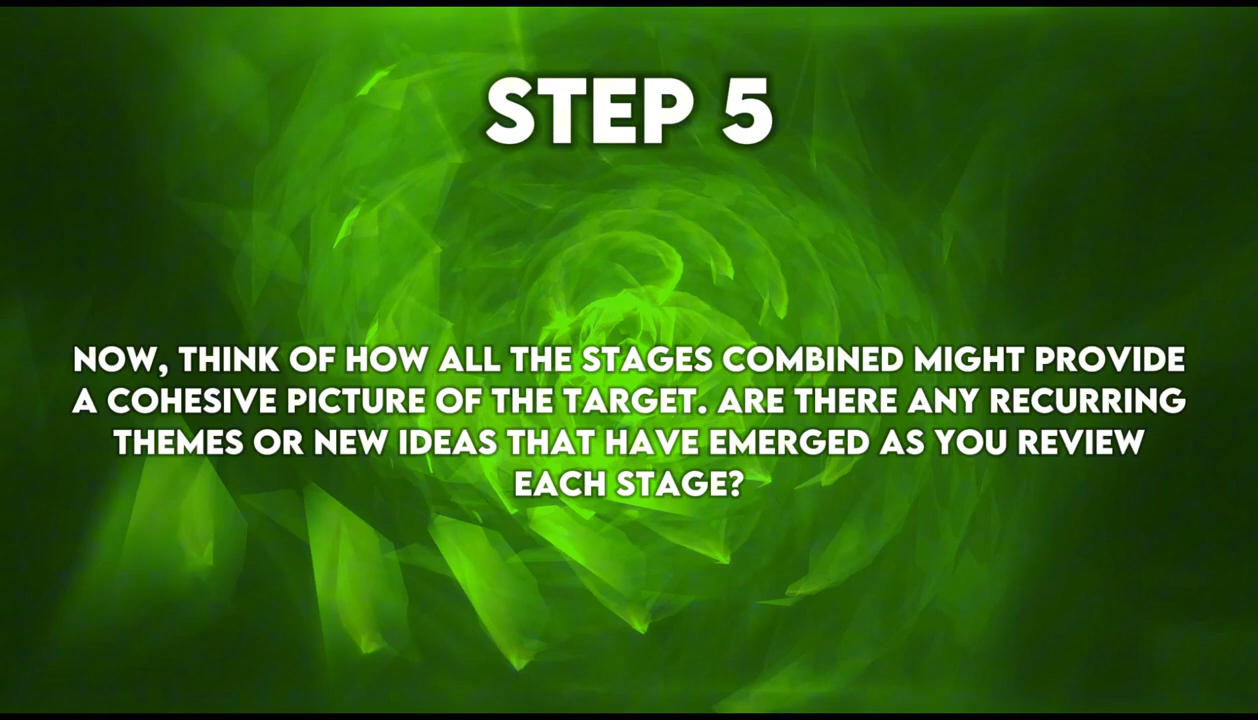 STEP 5
NOW, THINK OF HOW ALL THE STAGES COMBINED MIGHT PROVIDE
A COHESIVE PICTURE OF THE TARGET. ARE THERE ANY RECURRING
THEMES OR NEW IDEAS THAT HAVE EMERGED AS YOU REVIEW
EACH STAGE?